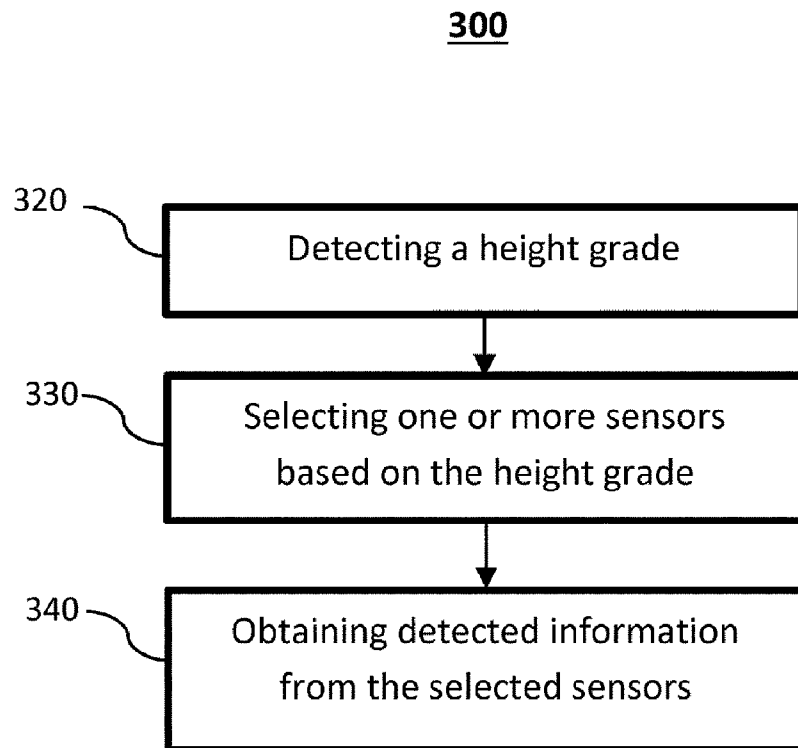 300
320
Detecting a height grade
330
Selecting one or more sensors
based on the height grade
340
Obtaining detected information
from the selected sensors